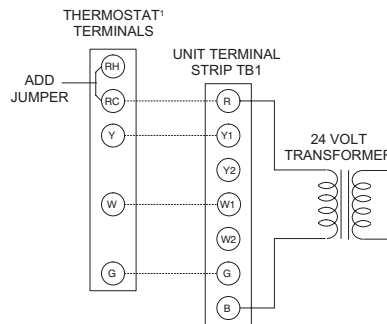 THERMOSTAT¹
TERMINALS
UNIT TERMINAL
STRIP TB1
ADD
JUMPER
24 VOLT
TRANSFORMER
RH
RC
R
Y
Y1
Y2
W
W1
W2
G
G
B